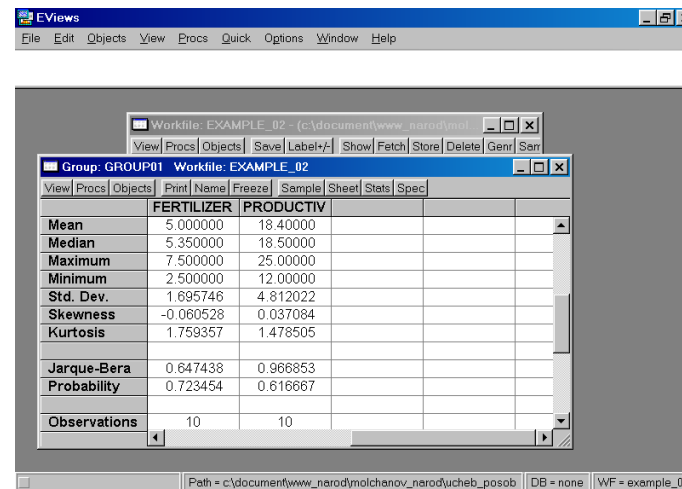 EViews
File Edit Objects View Procs Quick Options Window Help
Workfile: EXAMPLE_02 - (c:\document\www_narod\mol...
View Procs Objects Save Label+/- Show Fetch Store Delete Genr Sam
Group: GROUP01 Workfile: EXAMPLE_02
View Procs Objects Print Name Freeze Sample Sheet Stats Spec
FERTILIZER PRODUCTIV
Mean 5.000000 18.40000
Median 5.350000 18.50000
Maximum 7.500000 25.00000
Minimum 2.500000 12.00000
Std. Dev. 1.695746 4.812022
Skewness -0.060528 0.037084
Kurtosis 1.759357 1.478505
Jarque-Bera 0.647438 0.966853
Probability 0.723454 0.616667
Observations 10 10
Path = c:\document\www_narod\molchanov_narod\ucheb_posob DB = none WF = example_0